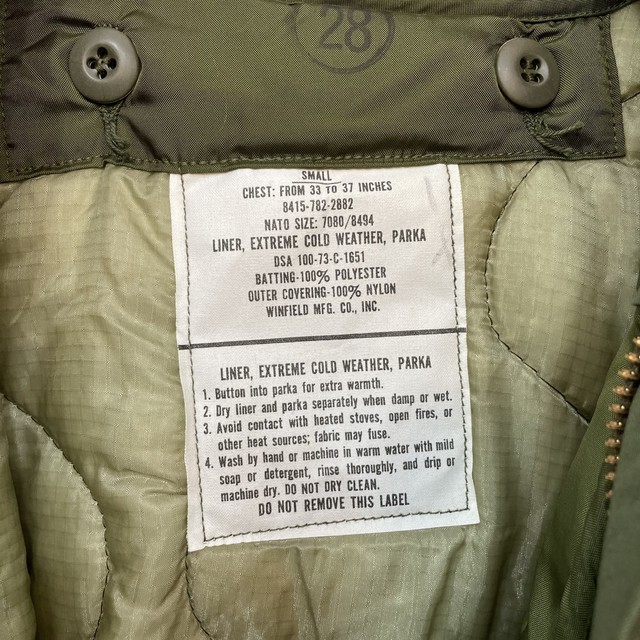 28
SMALL
CHEST: FROM 33 TO 37 INCHES
8415-782-2882
NATO SIZE: 7080/8494
LINER, EXTREME COLD WEATHER, PARKA
DSA 100-73-C-1651
BATTING-100% POLYESTER
OUTER COVERING-100% NYLON
WINFIELD MFG. CO., INC.
LINER, EXTREME COLD WEATHER, PARKA
1. Button into parka for extra warmth.
2. Dry liner and parka separately when damp or wet.
3. Avoid contact with heated stoves, open fires, or
other heat sources; fabric may fuse.
4. Wash by hand or machine in warm water with mild
soap or detergent, rinse thoroughly, and drip or
machine dry. DO NOT DRY CLEAN.
DO NOT REMOVE THIS LABEL